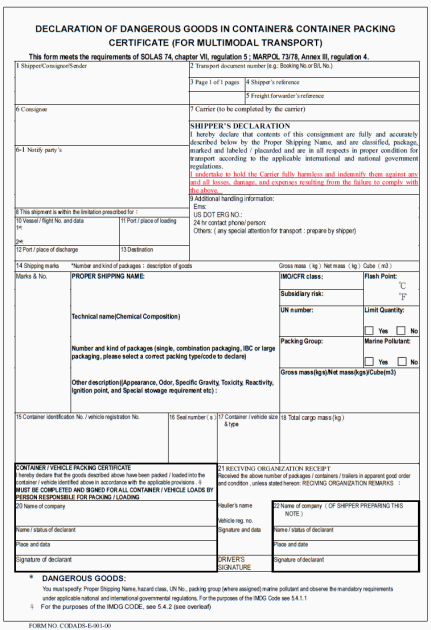 DECLARATION OF DANGEROUS GOODS IN CONTAINER& CONTAINER PACKING
CERTIFICATE (FOR MULTIMODAL TRANSPORT)
This form meets the requirements of SOLAS 74, chapter VII, regulation 5 ; MARPOL 73/78, Annex III, regulation 4.
1 Shipper/Consignee/Sender
2 Transport document number (e.g.: Booking No. or B/L No.)
3 Page 1 of 1 pages
4 Shipper's reference
5 Freight forwarder's reference
6 Consignee
7 Carrier (to be completed by the carrier)
6-1 Notify party's
SHIPPER'S DECLARATION
I hereby declare that contents of this consignment are fully and accurately
described below by the Proper Shipping Name, and are classified, package,
marked and labeled / placarded and are in all respects in proper condition for
transport according to the applicable international and national government
regulations.
I undertake to hold the Carrier fully harmless and indemnify them against any
and all losses, damage, and expenses resulting from the failure to comply with
the above.
8 This shipment is within the limitation prescribed for :
9 Additional handling information:
Ems:
US DOT ERG NO.:
24 hr contact phone/ person:
Others: ( any special attention for transport : prepare by shipper)
10 Vessel / flight No. and data
1st:
2nd:
11 Port / place of loading
12 Port / place of discharge
13 Destination
14 Shipping marks
*Number and kind of packages : description of goods
Gross mass ( kg ) Net mass ( kg ) Cube ( m3 )
Marks & No.
PROPER SHIPPING NAME:
IMO/CFR class:
Flash Point:
℃
℉
Subsidiary risk:
Technical name(Chemical Composition)
UN number:
Limit Quantity:
Yes No
Number and kind of packages (single, combination packaging, IBC or large
packaging, please select a correct packing type/code to declare)
Packing Group:
Marine Pollutant:
Yes No
Other description((Appearance, Odor, Specific Gravity, Toxicity, Reactivity,
Ignition point, and Special stowage requirement etc) :
Gross mass(kgs)/Net mass(kgs)/Cube(m3)
15 Container identification No. / vehicle registration No.
16 Seal number ( s )
17 Container / vehicle size
& type
18 Total cargo mass ( kg )
CONTAINER / VEHICLE PACKING CERTIFICATE
I hereby declare that the goods described above have been packed / loaded into the
container / vehicle identified above in accordance with the applicable provisions .
MUST BE COMPLETED AND SIGNED FOR ALL CONTAINER / VEHICLE LOADS BY
PERSON RESPONSIBLE FOR PACKING / LOADING
21 RECIVING ORGANIZATION RECEIPT
Received the above number of packages / containers / trailers in apparent good order
and condition , unless stated hereon: RECIVING ORGANIZATION REMARKS :
20 Name of company
Haulier's name
Vehicle reg. no.
22 Name of company ( OF SHIPPER PREPARING THIS
NOTE )
Name / status of declarant
Signature and data
Name / status of declarant
Place and date
Place and date
Signature of declarant
DRIVER'S
SIGNATURE
Signature of declarant
* DANGEROUS GOODS:
You must specify: Proper Shipping Name, hazard class, UN No., packing group (where assigned) marine pollutant and observe the mandatory requirements
under applicable national and international governmental regulations. For the purposes of the IMDG Code see 5.4.1.1
For the purposes of the IMDG CODE, see 5.4.2 (see overleaf)
FORM NO. CODADS-E-001-00